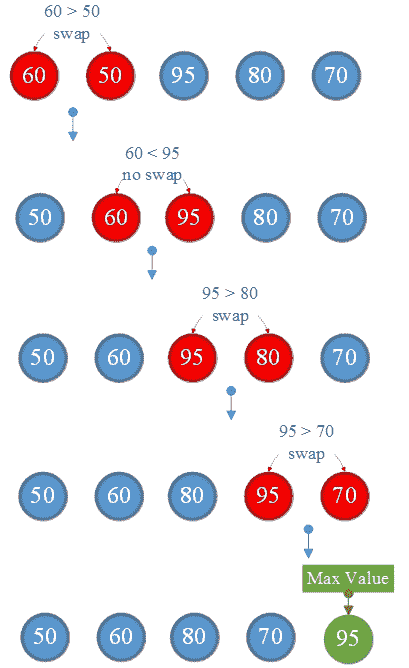 60 > 50
swap
60 50 95 80 70
60 < 95
no swap
50 60 95 80 70
95 > 80
swap
50 60 95 80 70
95 > 70
swap
50 60 80 95 70
Max Value
50 60 80 70 95